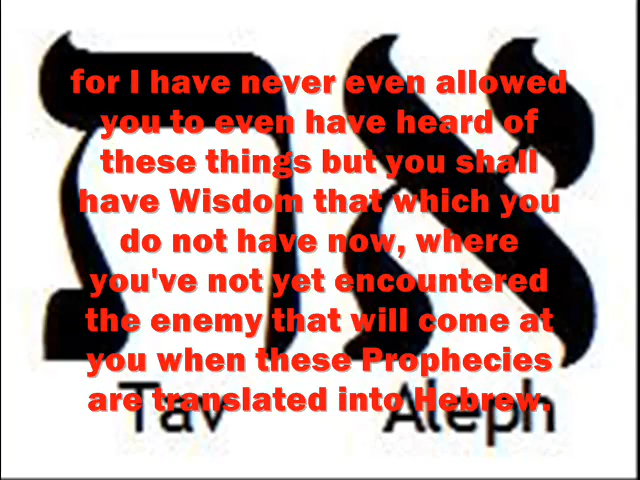 for I have never even allowed
you to even have heard of
these things but you shall
have Wisdom that which you
do not have now, where
you've not yet encountered
the enemy that will come at
you when these Prophecies
are translated into Hebrew.
את
Tav Aleph